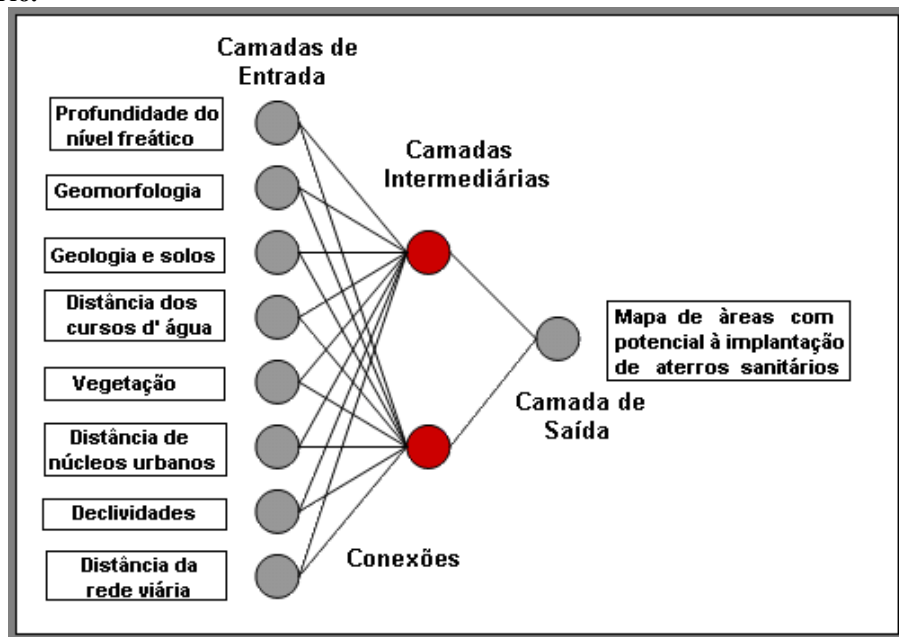 Camadas de
Entrada
Profundidade do
nível freático
Geomorfologia
Geologia e solos
Distância dos
cursos d' água
Vegetação
Distância de
núcleos urbanos
Declividades
Distância da
rede viária
Camadas
Intermediárias
Conexões
Mapa de àreas com
potencial à implantação
de aterros sanitários
Camada de
Saída